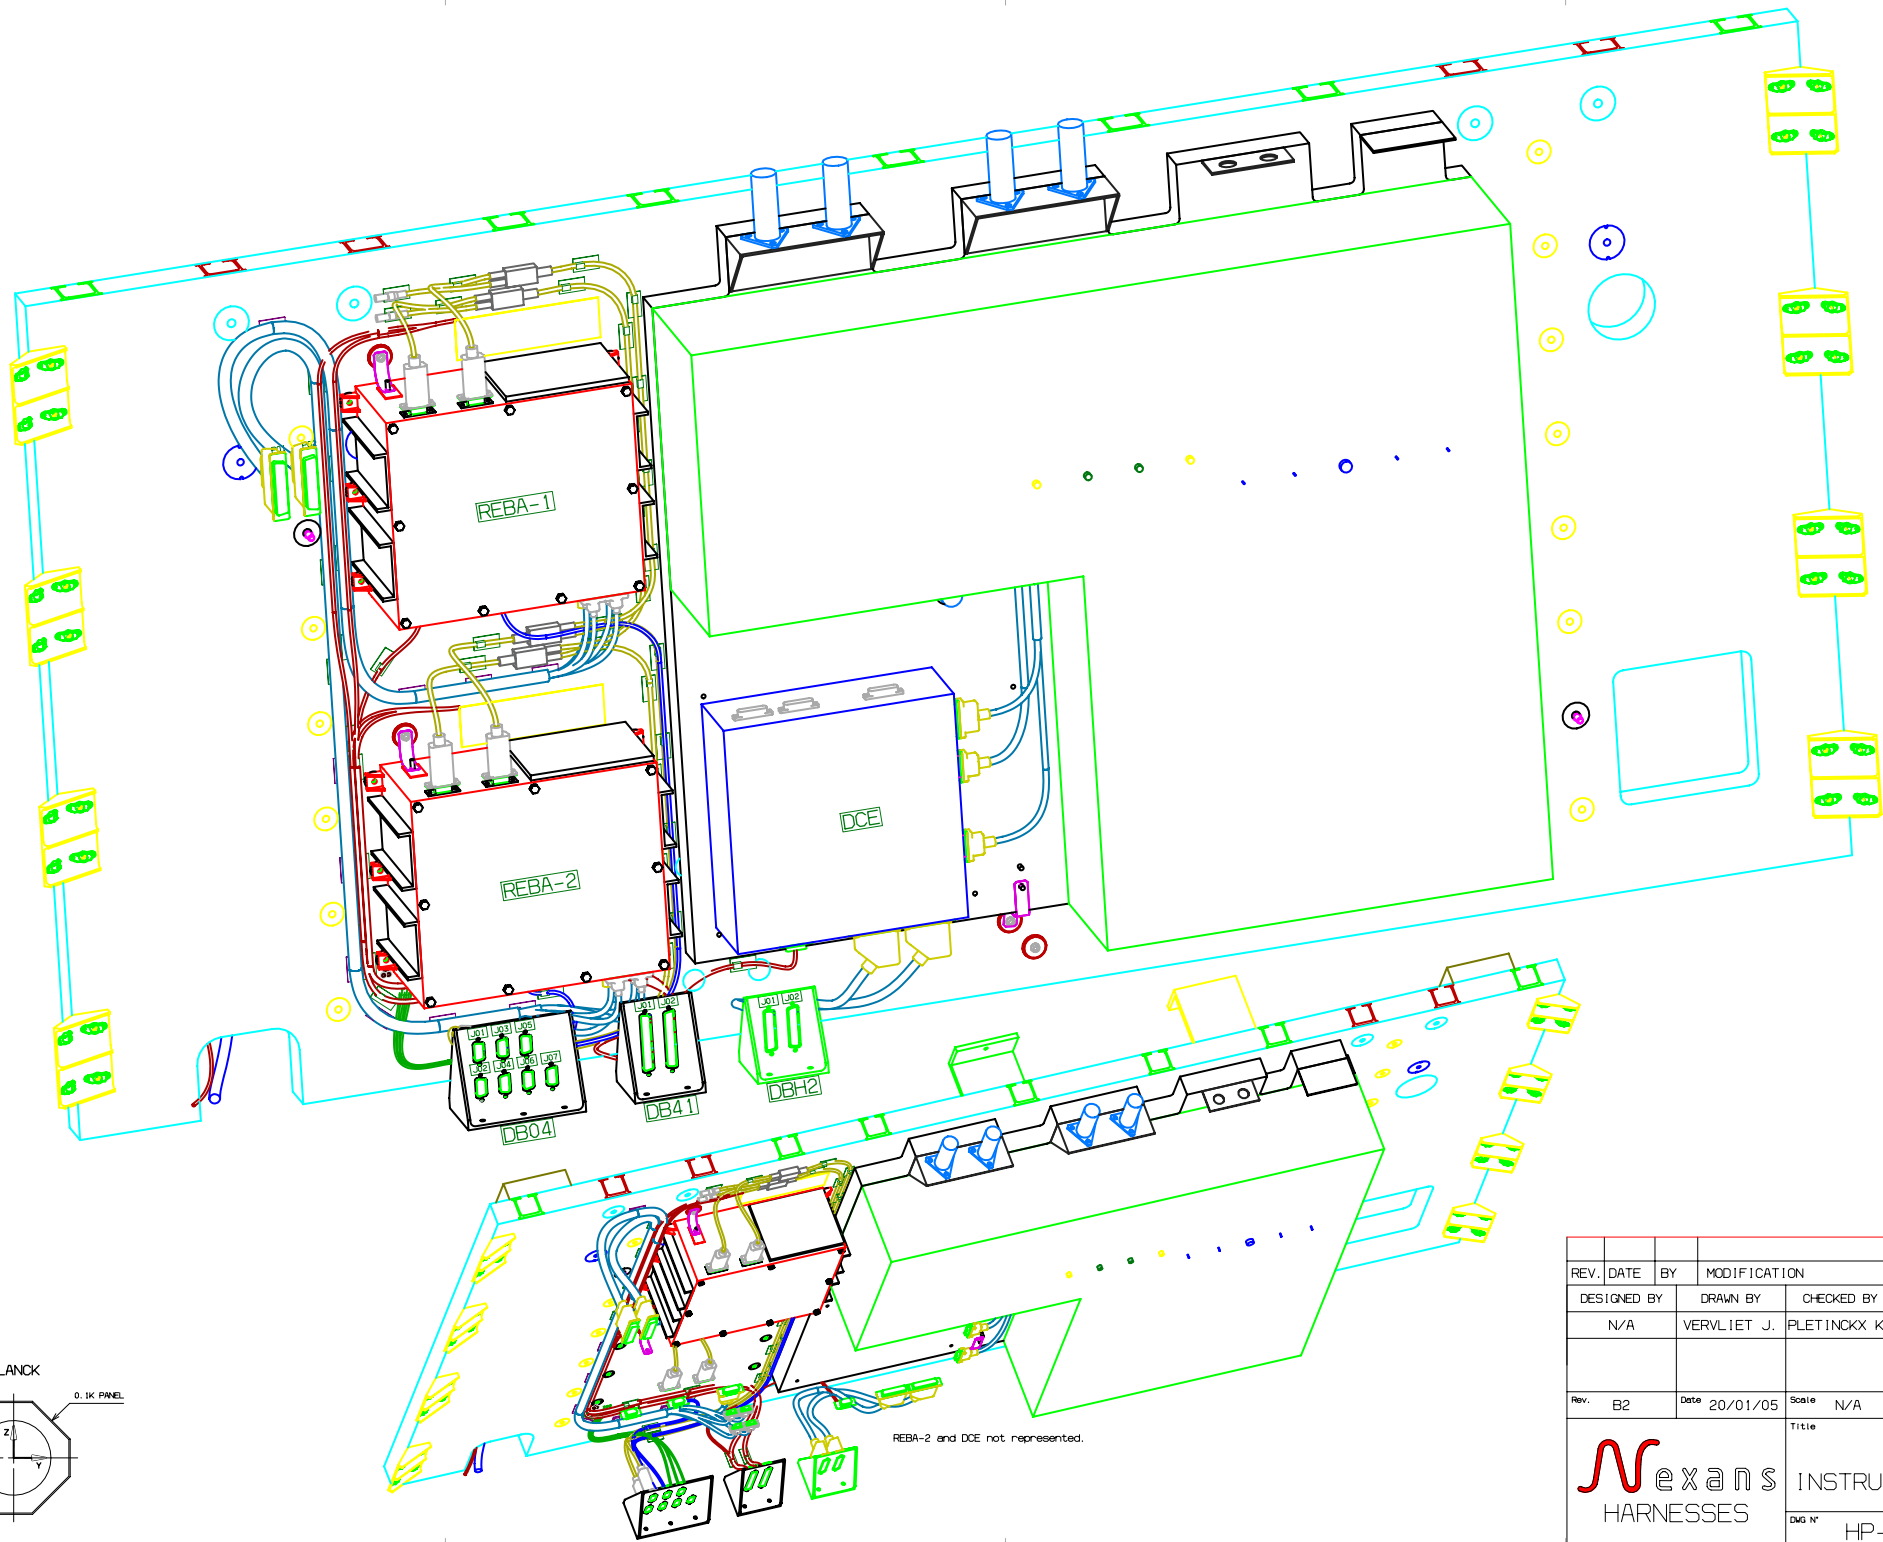 REBA-1
REBA-2
DCE
J01 J03 J05
J02 J04 J06 J07
DB04
J01 J02
DB41
J01 J02
DBH2
LANCK
0.1K PANEL
Z
Y
REBA-2 and DCE not represented.
REV. DATE BY MODIFICATION
DESIGNED BY DRAWN BY CHECKED BY
N/A VERVLIET J. PLETINCKX K
Rev. B2 Date 20/01/05 Scale N/A
Title
Nexans
HARNESSES
INSTRU
DWG N°
HP-